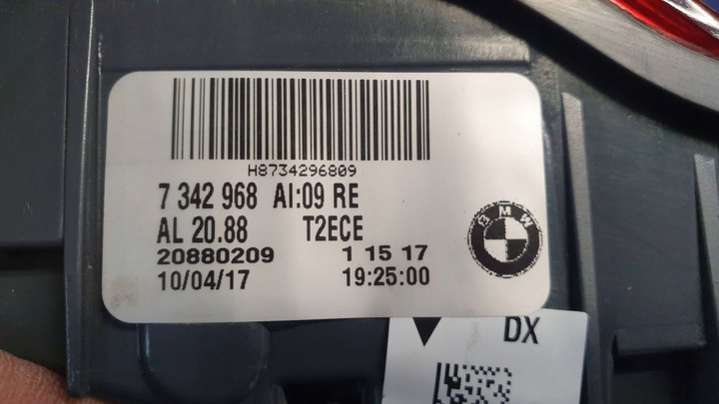 H8734296809
7 342 968 AI:09 RE
AL 20.88 T2ECE
20880209 1 15 17
10/04/17 19:25:00
BMW
DX